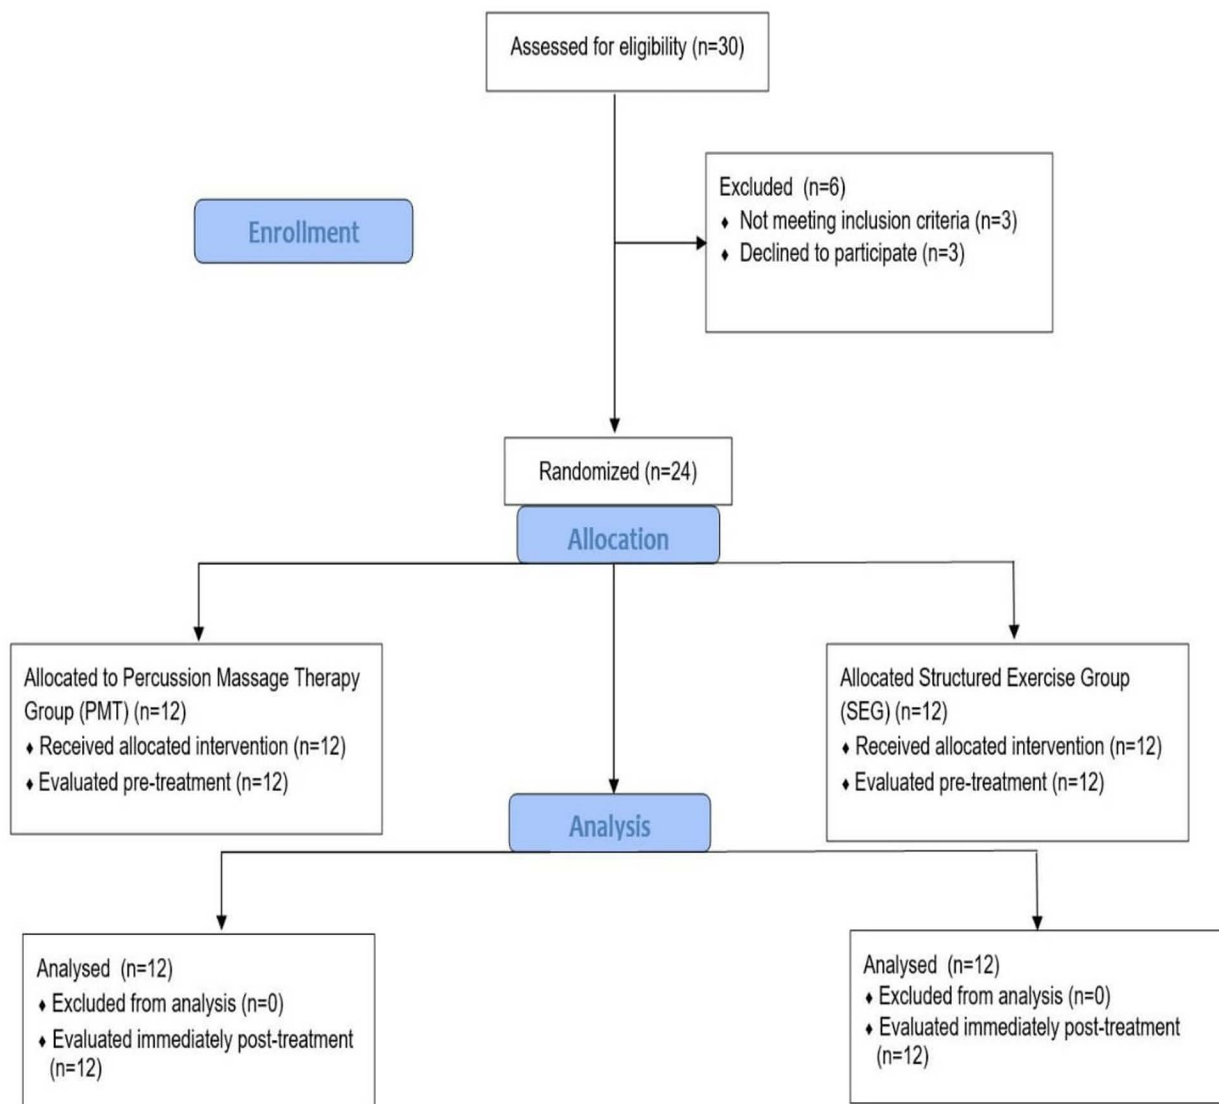 Assessed for eligibility (n=30)
Excluded (n=6)
♦ Not meeting inclusion criteria (n=3)
♦ Declined to participate (n=3)
Enrollment
Randomized (n=24)
Allocation
Allocated to Percussion Massage Therapy
Group (PMT) (n=12)
♦ Received allocated intervention (n=12)
♦ Evaluated pre-treatment (n=12)
Allocated Structured Exercise Group
(SEG) (n=12)
♦ Received allocated intervention (n=12)
♦ Evaluated pre-treatment (n=12)
Analysis
Analysed (n=12)
♦ Excluded from analysis (n=0)
♦ Evaluated immediately post-treatment
(n=12)
Analysed (n=12)
♦ Excluded from analysis (n=0)
♦ Evaluated immediately post-treatment
(n=12)